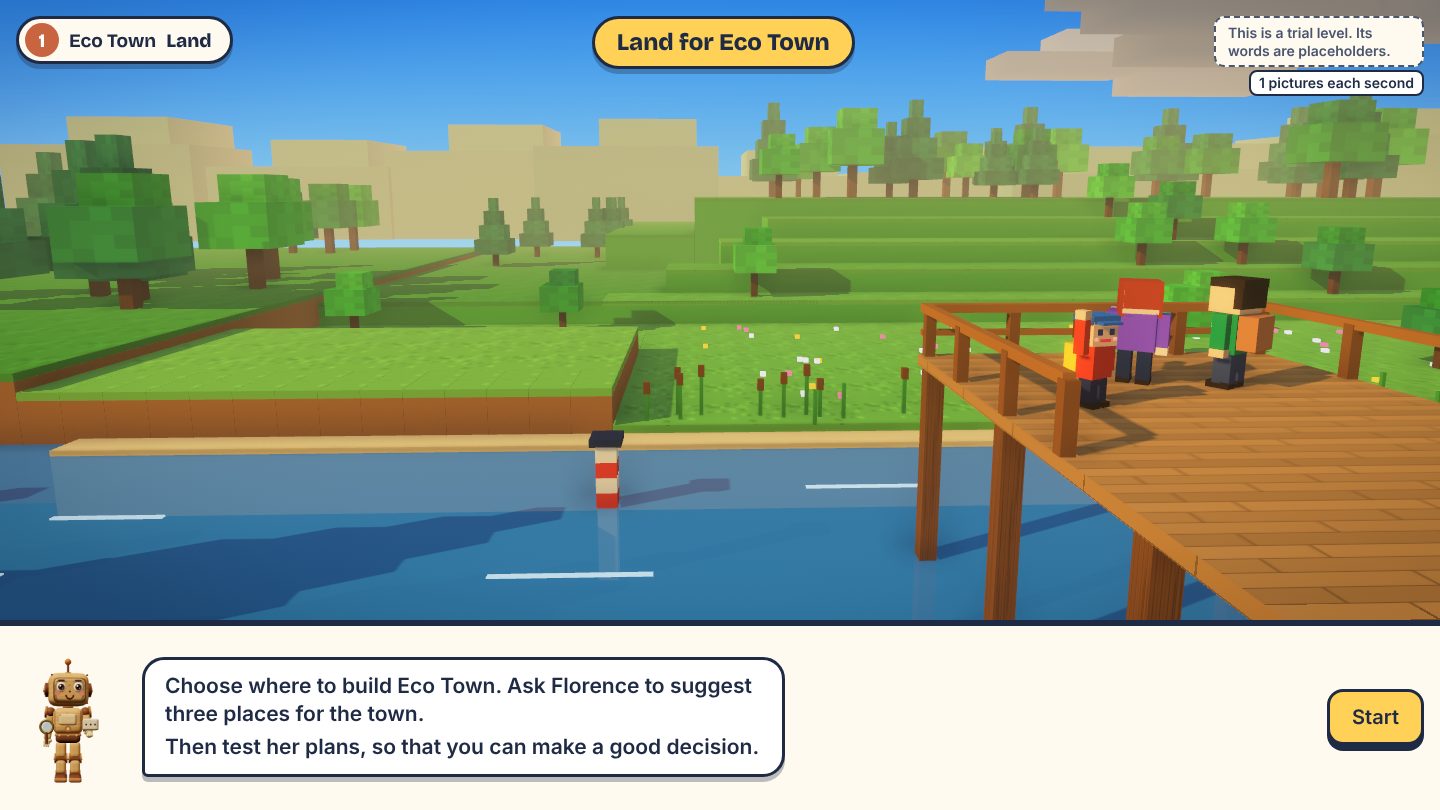 1 Eco Town Land
Land for Eco Town
This is a trial level. Its
words are placeholders.
1 pictures each second
Choose where to build Eco Town. Ask Florence to suggest
three places for the town.
Then test her plans, so that you can make a good decision.
Start